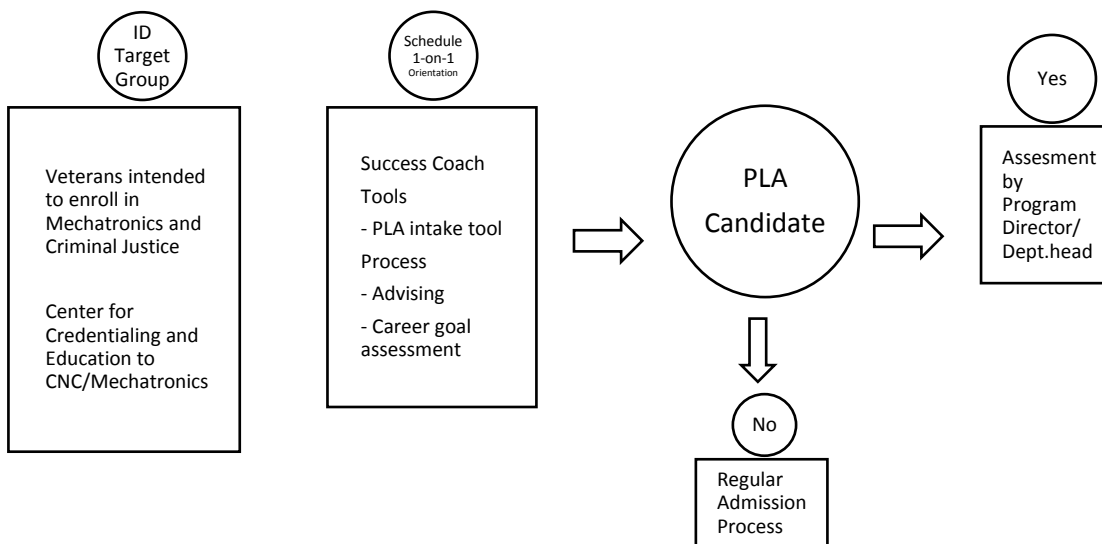 ID
Target
Group
Veterans intended
to enroll in
Mechatronics and
Criminal Justice
Center for
Credentialing and
Education to
CNC/Mechatronics
Schedule
1-on-1
Orientation
Success Coach
Tools
- PLA intake tool
Process
- Advising
- Career goal
assessment
PLA
Candidate
Yes
Assesment
by
Program
Director/
Dept.head
No
Regular
Admission
Process